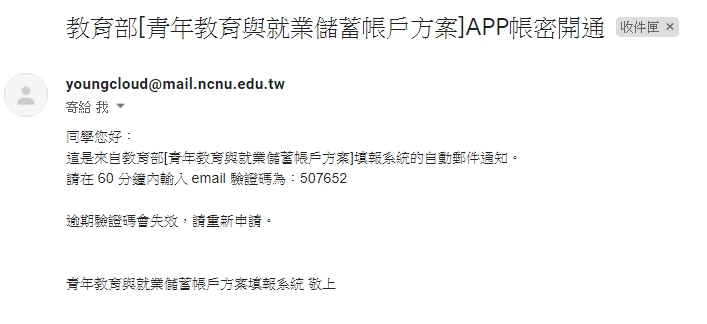 教育部[青年教育與就業儲蓄帳戶方案]APP帳密開通 收件匣 ×
youngcloud@mail.ncnu.edu.tw
寄給 我
同學您好：
這是來自教育部[青年教育與就業儲蓄帳戶方案]填報系統的自動郵件通知。
請在 60 分鐘內輸入 email 驗證碼為：507652
逾期驗證碼會失效，請重新申請。
青年教育與就業儲蓄帳戶方案填報系統 敬上